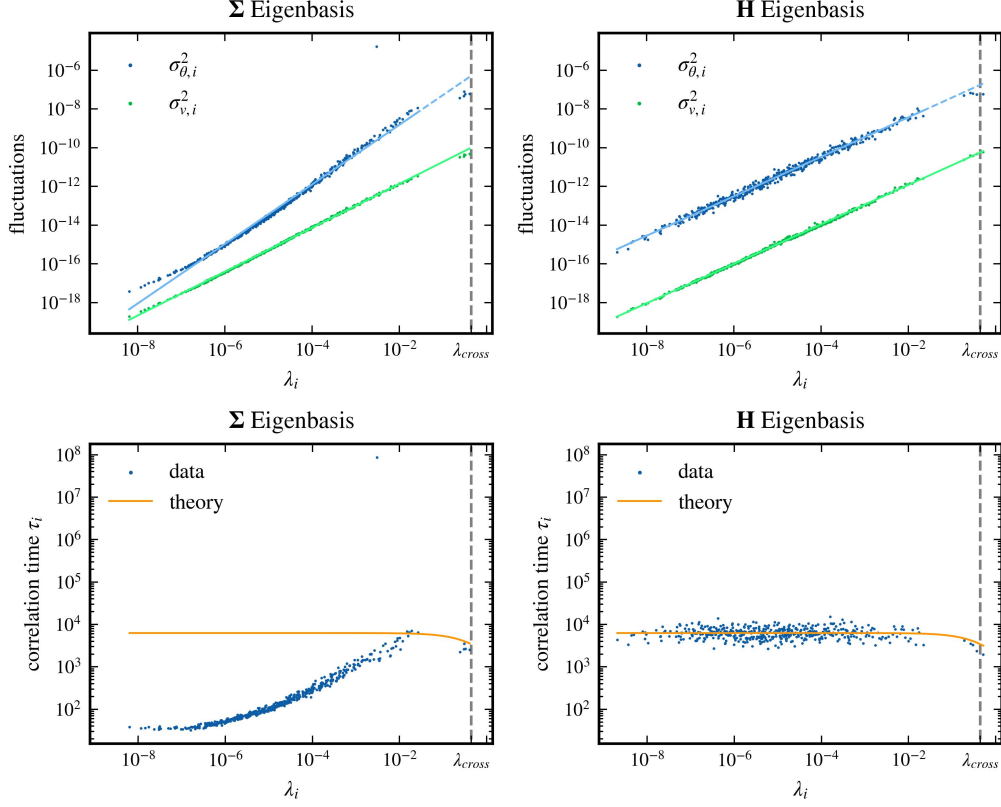 Σ Eigenbasis
fluctuations
10⁻⁶
10⁻⁸
10⁻¹⁰
10⁻¹²
10⁻¹⁴
10⁻¹⁶
10⁻¹⁸
σ²θ,i
σ²v,i
10⁻⁸ 10⁻⁶ 10⁻⁴ 10⁻² λcross
λi
H Eigenbasis
fluctuations
10⁻⁶
10⁻⁸
10⁻¹⁰
10⁻¹²
10⁻¹⁴
10⁻¹⁶
10⁻¹⁸
σ²θ,i
σ²v,i
10⁻⁸ 10⁻⁶ 10⁻⁴ 10⁻² λcross
λi
Σ Eigenbasis
correlation time τi
10⁸
10⁷
10⁶
10⁵
10⁴
10³
10²
data
theory
10⁻⁸ 10⁻⁶ 10⁻⁴ 10⁻² λcross
λi
H Eigenbasis
correlation time τi
10⁸
10⁷
10⁶
10⁵
10⁴
10³
10²
data
theory
10⁻⁸ 10⁻⁶ 10⁻⁴ 10⁻² λcross
λi